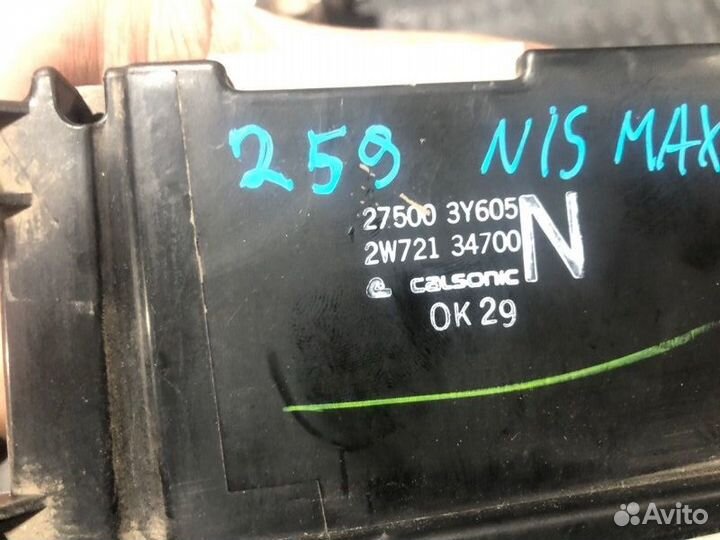 259 NIS MAX
27500 3Y605
2W721 34700
N
CALSONIC
OK 29
Avito